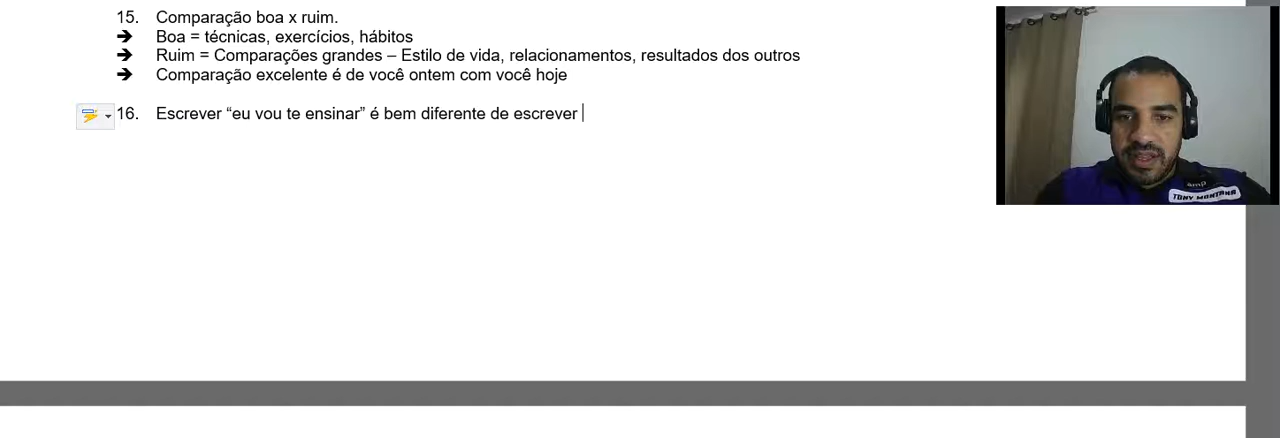 15. Comparação boa x ruim.
➔ Boa = técnicas, exercícios, hábitos
➔ Ruim = Comparações grandes – Estilo de vida, relacionamentos, resultados dos outros
➔ Comparação excelente é de você ontem com você hoje
16. Escrever “eu vou te ensinar” é bem diferente de escrever
amp
TONY MONTANA